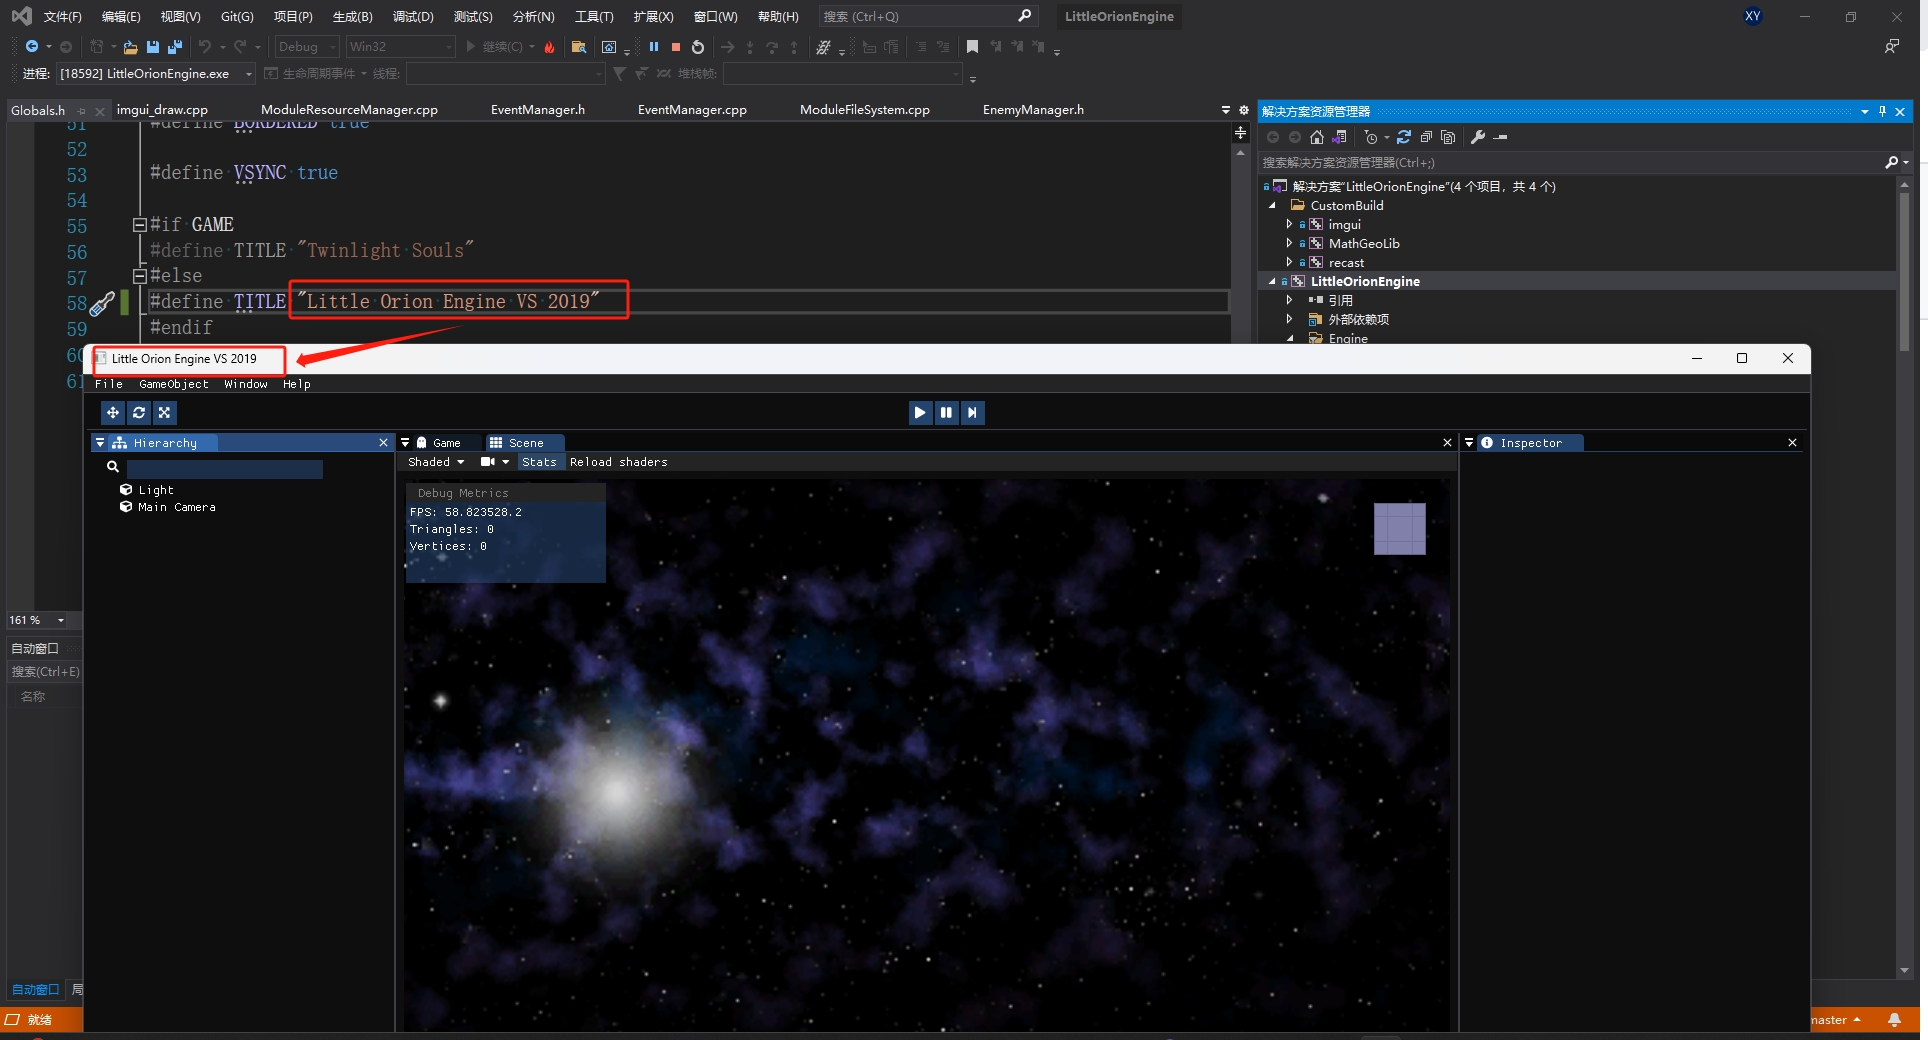 文件(F) 编辑(E) 视图(V) Git(G) 项目(P) 生成(B) 调试(D) 测试(S) 分析(N) 工具(T) 扩展(X) 窗口(W) 帮助(H) 搜索 (Ctrl+Q) LittleOrionEngine XY
Debug Win32 继续(C)
进程: [18592] LittleOrionEngine.exe 生命周期事件 线程: 堆栈帧:
Globals.h imgui_draw.cpp ModuleResourceManager.cpp EventManager.h EventManager.cpp ModuleFileSystem.cpp EnemyManager.h
51 #define BORDERED true
52
53 #define VSYNC true
54
55 #if GAME
56 #define TITLE "Twinlight Souls"
57 #else
58 #define TITLE "Little Orion Engine VS 2019"
59 #endif
60
61
解决方案资源管理器
搜索解决方案资源管理器(Ctrl+;)
解决方案"LittleOrionEngine"(4 个项目，共 4 个)
CustomBuild
imgui
MathGeoLib
recast
LittleOrionEngine
引用
外部依赖项
Engine
Little Orion Engine VS 2019
File GameObject Window Help
Hierarchy
Light
Main Camera
Game Scene
Shaded Stats Reload shaders
Debug Metrics
FPS: 58.823528.2
Triangles: 0
Vertices: 0
Inspector
161 %
自动窗口
搜索(Ctrl+E)
名称
自动窗口 局
就绪
master